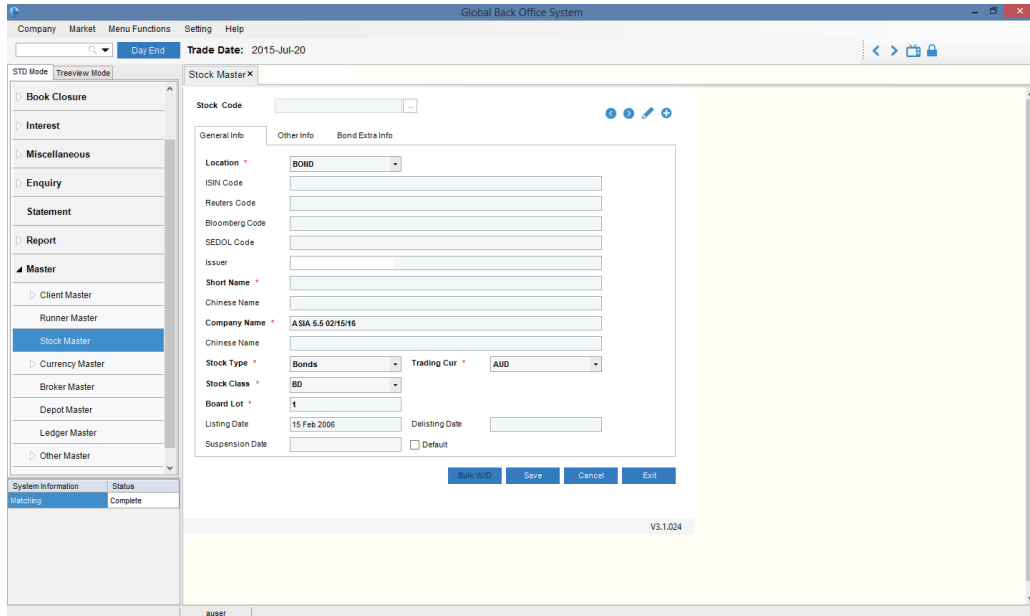 Global Back Office System
Company Market Menu Functions Setting Help
Day End Trade Date: 2015-Jul-20
STD Mode Treeview Mode
Stock Master
Book Closure
Interest
Miscellaneous
Enquiry
Statement
Report
Master
Client Master
Runner Master
Stock Master
Currency Master
Broker Master
Depot Master
Ledger Master
Other Master
System Information Status
Matching Complete
Stock Code ...
General Info Other Info Bond Extra Info
Location * BOND
ISIN Code
Reuters Code
Bloomberg Code
SEDOL Code
Issuer
Short Name *
Chinese Name
Company Name * ASIA 5.5 02/15/16
Chinese Name
Stock Type * Bonds Trading Cur * AUD
Stock Class * BD
Board Lot * 1
Listing Date 15 Feb 2006 Delisting Date
Suspension Date Default
Bulk W/D Save Cancel Exit
V3.1.024
auser